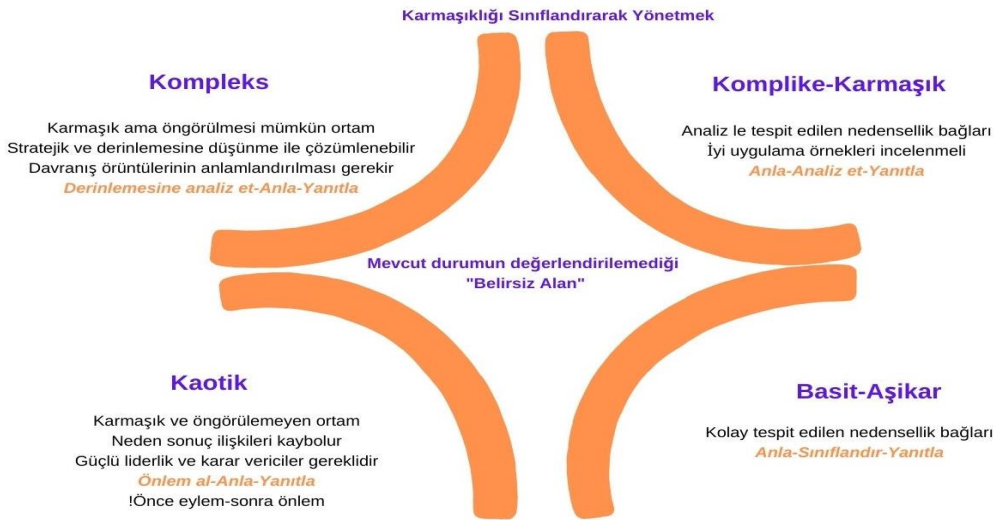 Karmaşıklığı Sınıflandırarak Yönetmek
Kompleks
Karmaşık ama öngörülmesi mümkün ortam
Stratejik ve derinlemesine düşünme ile çözümlenebilir
Davranış örüntülerinin anlamlandırılması gerekir
Derinlemesine analiz et-Anla-Yanıtla
Komplike-Karmaşık
Analiz le tespit edilen nedensellik bağları
İyi uygulama örnekleri incelenmeli
Anla-Analiz et-Yanıtla
Mevcut durumun değerlendirilemediği
"Belirsiz Alan"
Kaotik
Karmaşık ve öngörülemeyen ortam
Neden sonuç ilişkileri kaybolur
Güçlü liderlik ve karar vericiler gereklidir
Önlem al-Anla-Yanıtla
!Önce eylem-sonra önlem
Basit-Aşikar
Kolay tespit edilen nedensellik bağları
Anla-Sınıflandır-Yanıtla